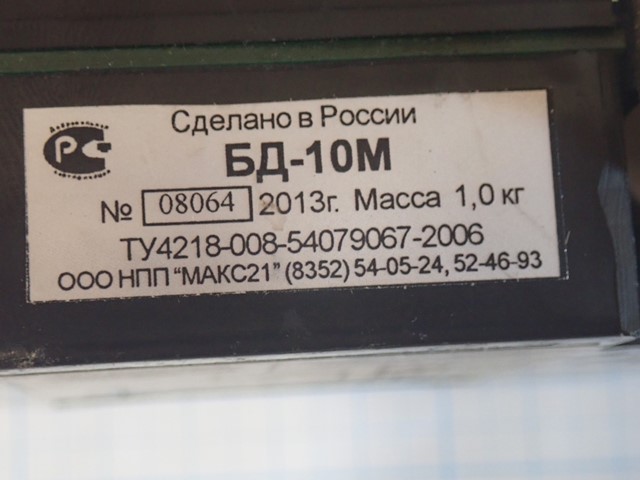 Сделано в России
РС
БД-10М
№ 08064 2013г. Масса 1,0 кг
ТУ4218-008-54079067-2006
ООО НПП “МАКС21” (8352) 54-05-24, 52-46-93